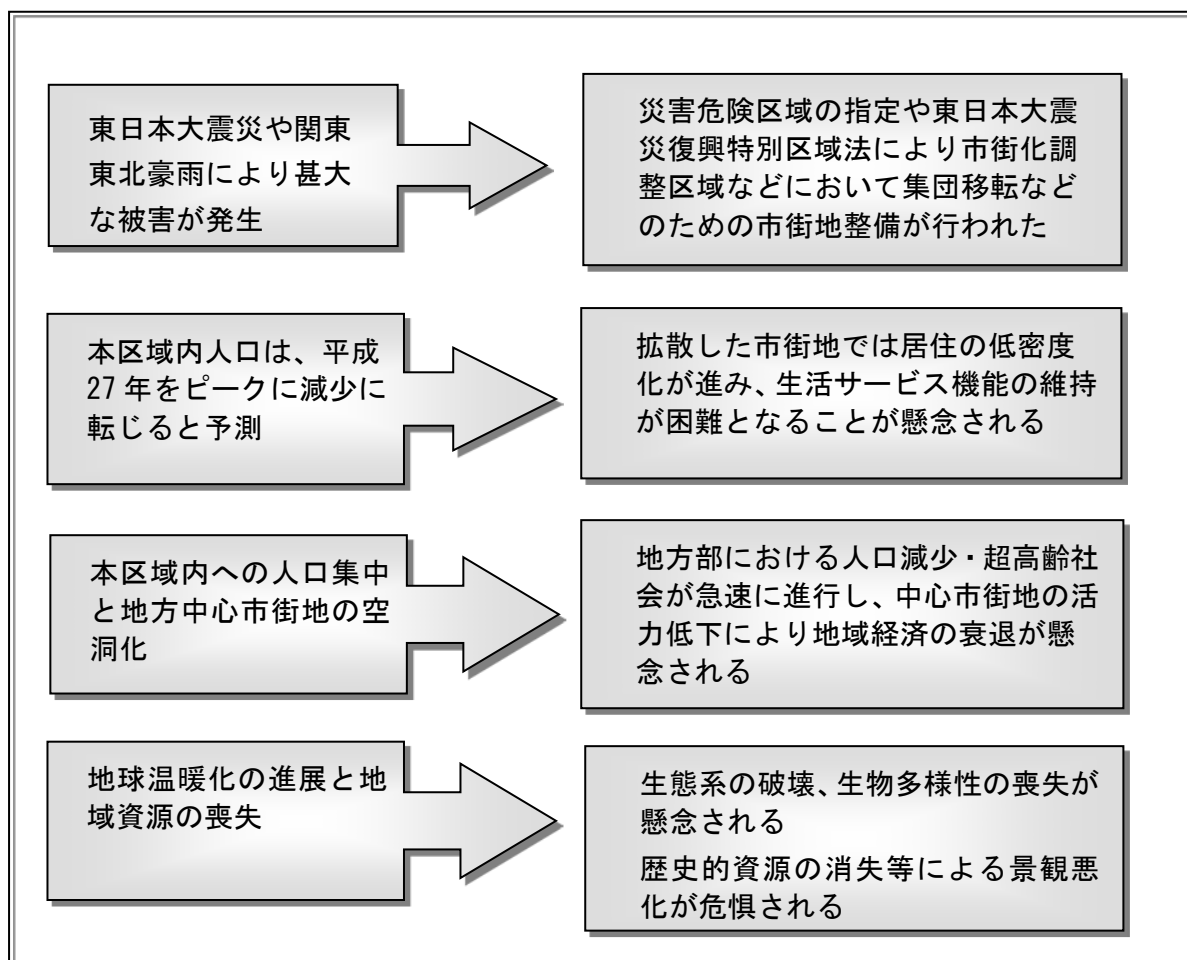 東日本大震災や関東
東北豪雨により甚大
な被害が発生
災害危険区域の指定や東日本大震
災復興特別区域法により市街化調
整区域などにおいて集団移転など
のための市街地整備が行われた
本区域内人口は、平成
27年をピークに減少に
転じると予測
拡散した市街地では居住の低密度
化が進み、生活サービス機能の維持
が困難となることが懸念される
本区域内への人口集中
と地方中心市街地の空
洞化
地方部における人口減少・超高齢社
会が急速に進行し、中心市街地の活
力低下により地域経済の衰退が懸
念される
地球温暖化の進展と地
域資源の喪失
生態系の破壊、生物多様性の喪失が
懸念される
歴史的資源の消失等による景観悪
化が危惧される